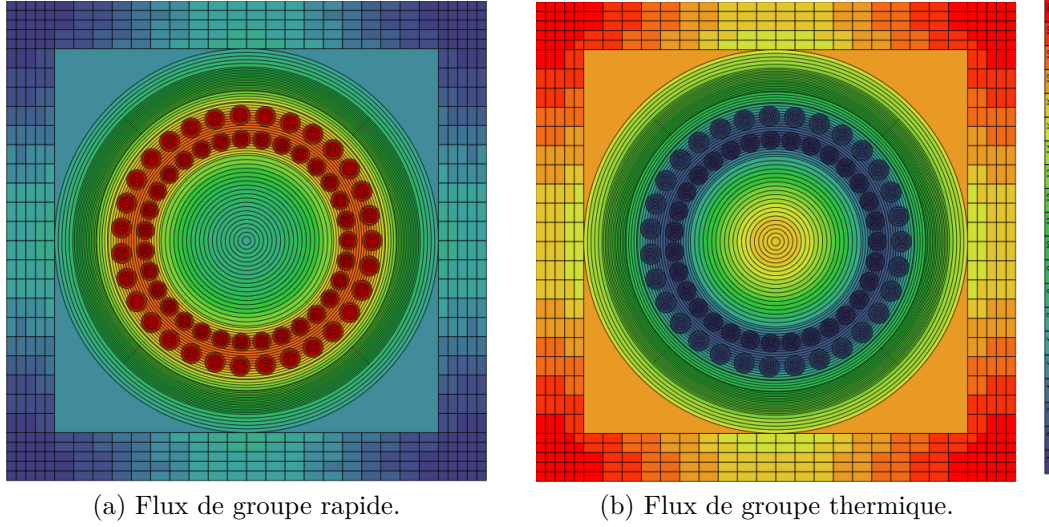 (a) Flux de groupe rapide.
(b) Flux de groupe thermique.